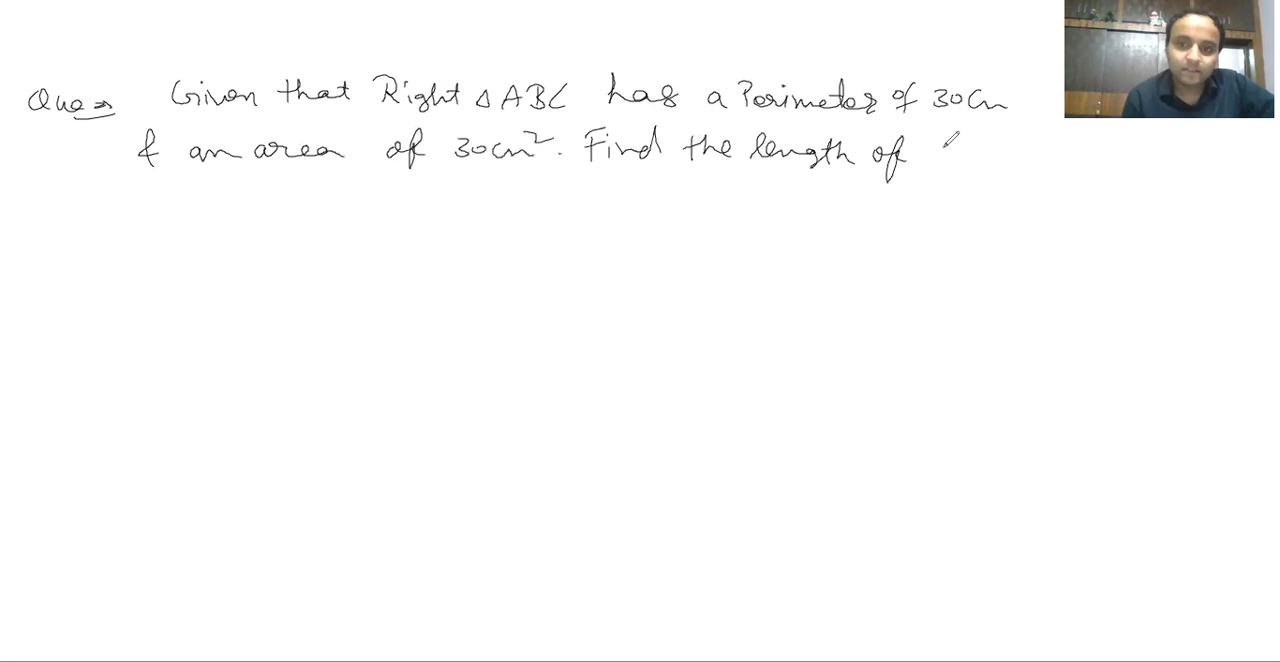 Que ⇒ Given that Right △ ABC has a Perimeter of 30cm
& an area of 30cm². Find the length of